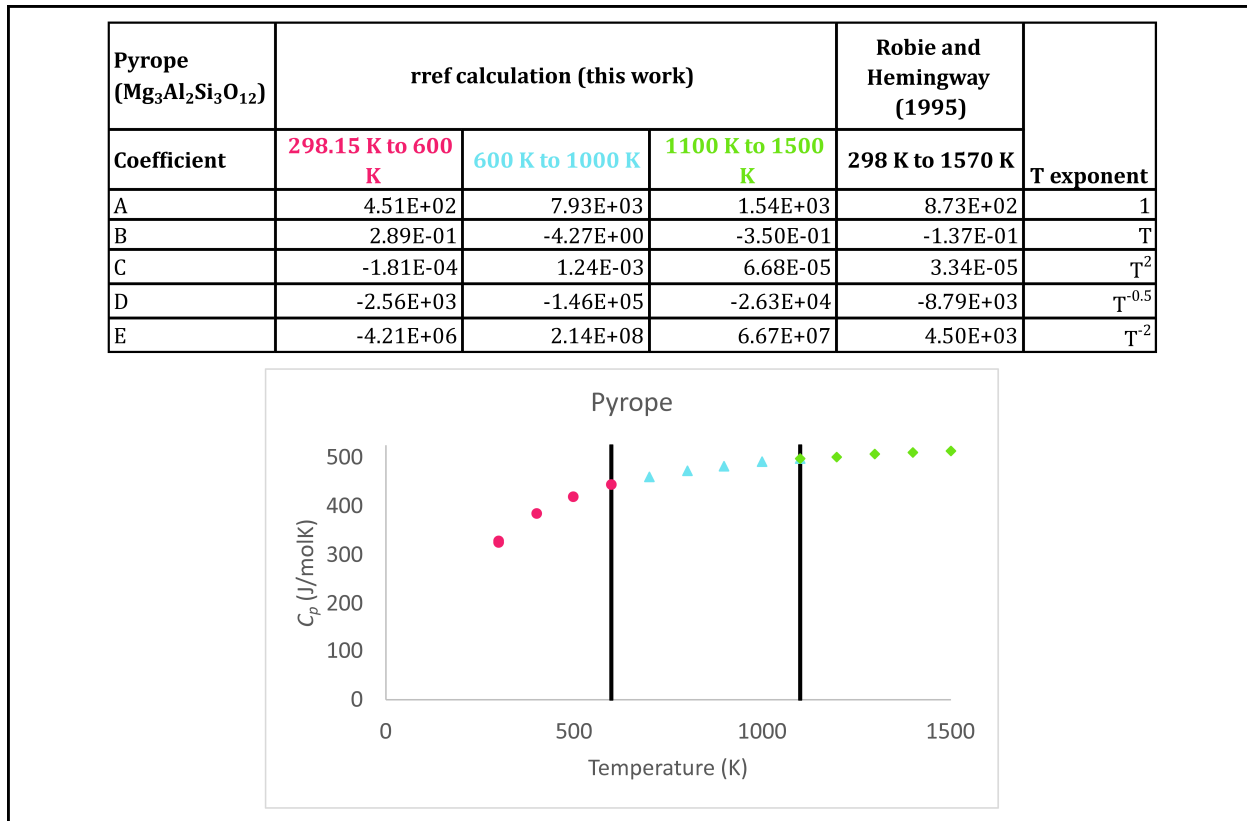 Pyrope
(Mg₃Al₂Si₃O₁₂)
rref calculation (this work)
Robie and
Hemingway
(1995)
Coefficient
298.15 K to 600
K
600 K to 1000 K
1100 K to 1500
K
298 K to 1570 K
T exponent
A 4.51E+02 7.93E+03 1.54E+03 8.73E+02 1
B 2.89E-01 -4.27E+00 -3.50E-01 -1.37E-01 T
C -1.81E-04 1.24E-03 6.68E-05 3.34E-05 T²
D -2.56E+03 -1.46E+05 -2.63E+04 -8.79E+03 T⁻⁰·⁵
E -4.21E+06 2.14E+08 6.67E+07 4.50E+03 T⁻²
Pyrope
500
400
300
200
100
0
Cₚ (J/molK)
0 500 1000 1500
Temperature (K)